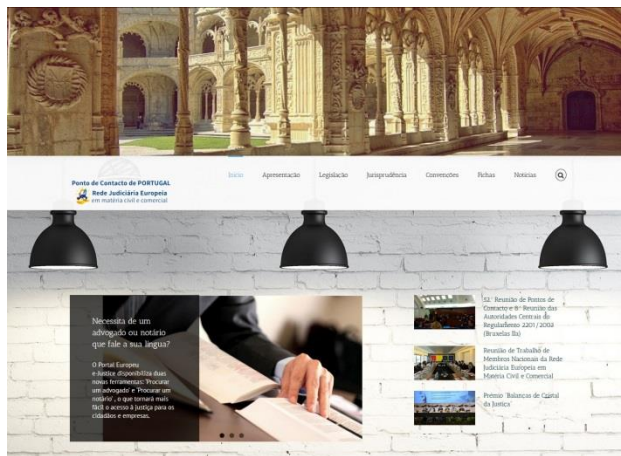 Ponto de Contacto de PORTUGAL
Rede Judiciária Europeia
em matéria civil e comercial
Início Apresentação Legislação Jurisprudência Convenções Fichas Notícias
Necessita de um
advogado ou notário
que fale a sua língua?
O Portal Europeu
e-Justice disponibiliza duas
novas ferramentas: 'Procurar
um advogado' e 'Procurar um
notário', o que tornará mais
fácil o acesso à justiça para os
cidadãos e empresas.
52.ª Reunião de Pontos de
Contacto e 8.ª Reunião das
Autoridades Centrais do
Regulamento 2201/2003
(Bruxelas IIa)
Reunião de Trabalho de
Membros Nacionais da Rede
Judiciária Europeia em
Matéria Civil e Comercial
Prémio "Balanças de Cristal
da Justiça"